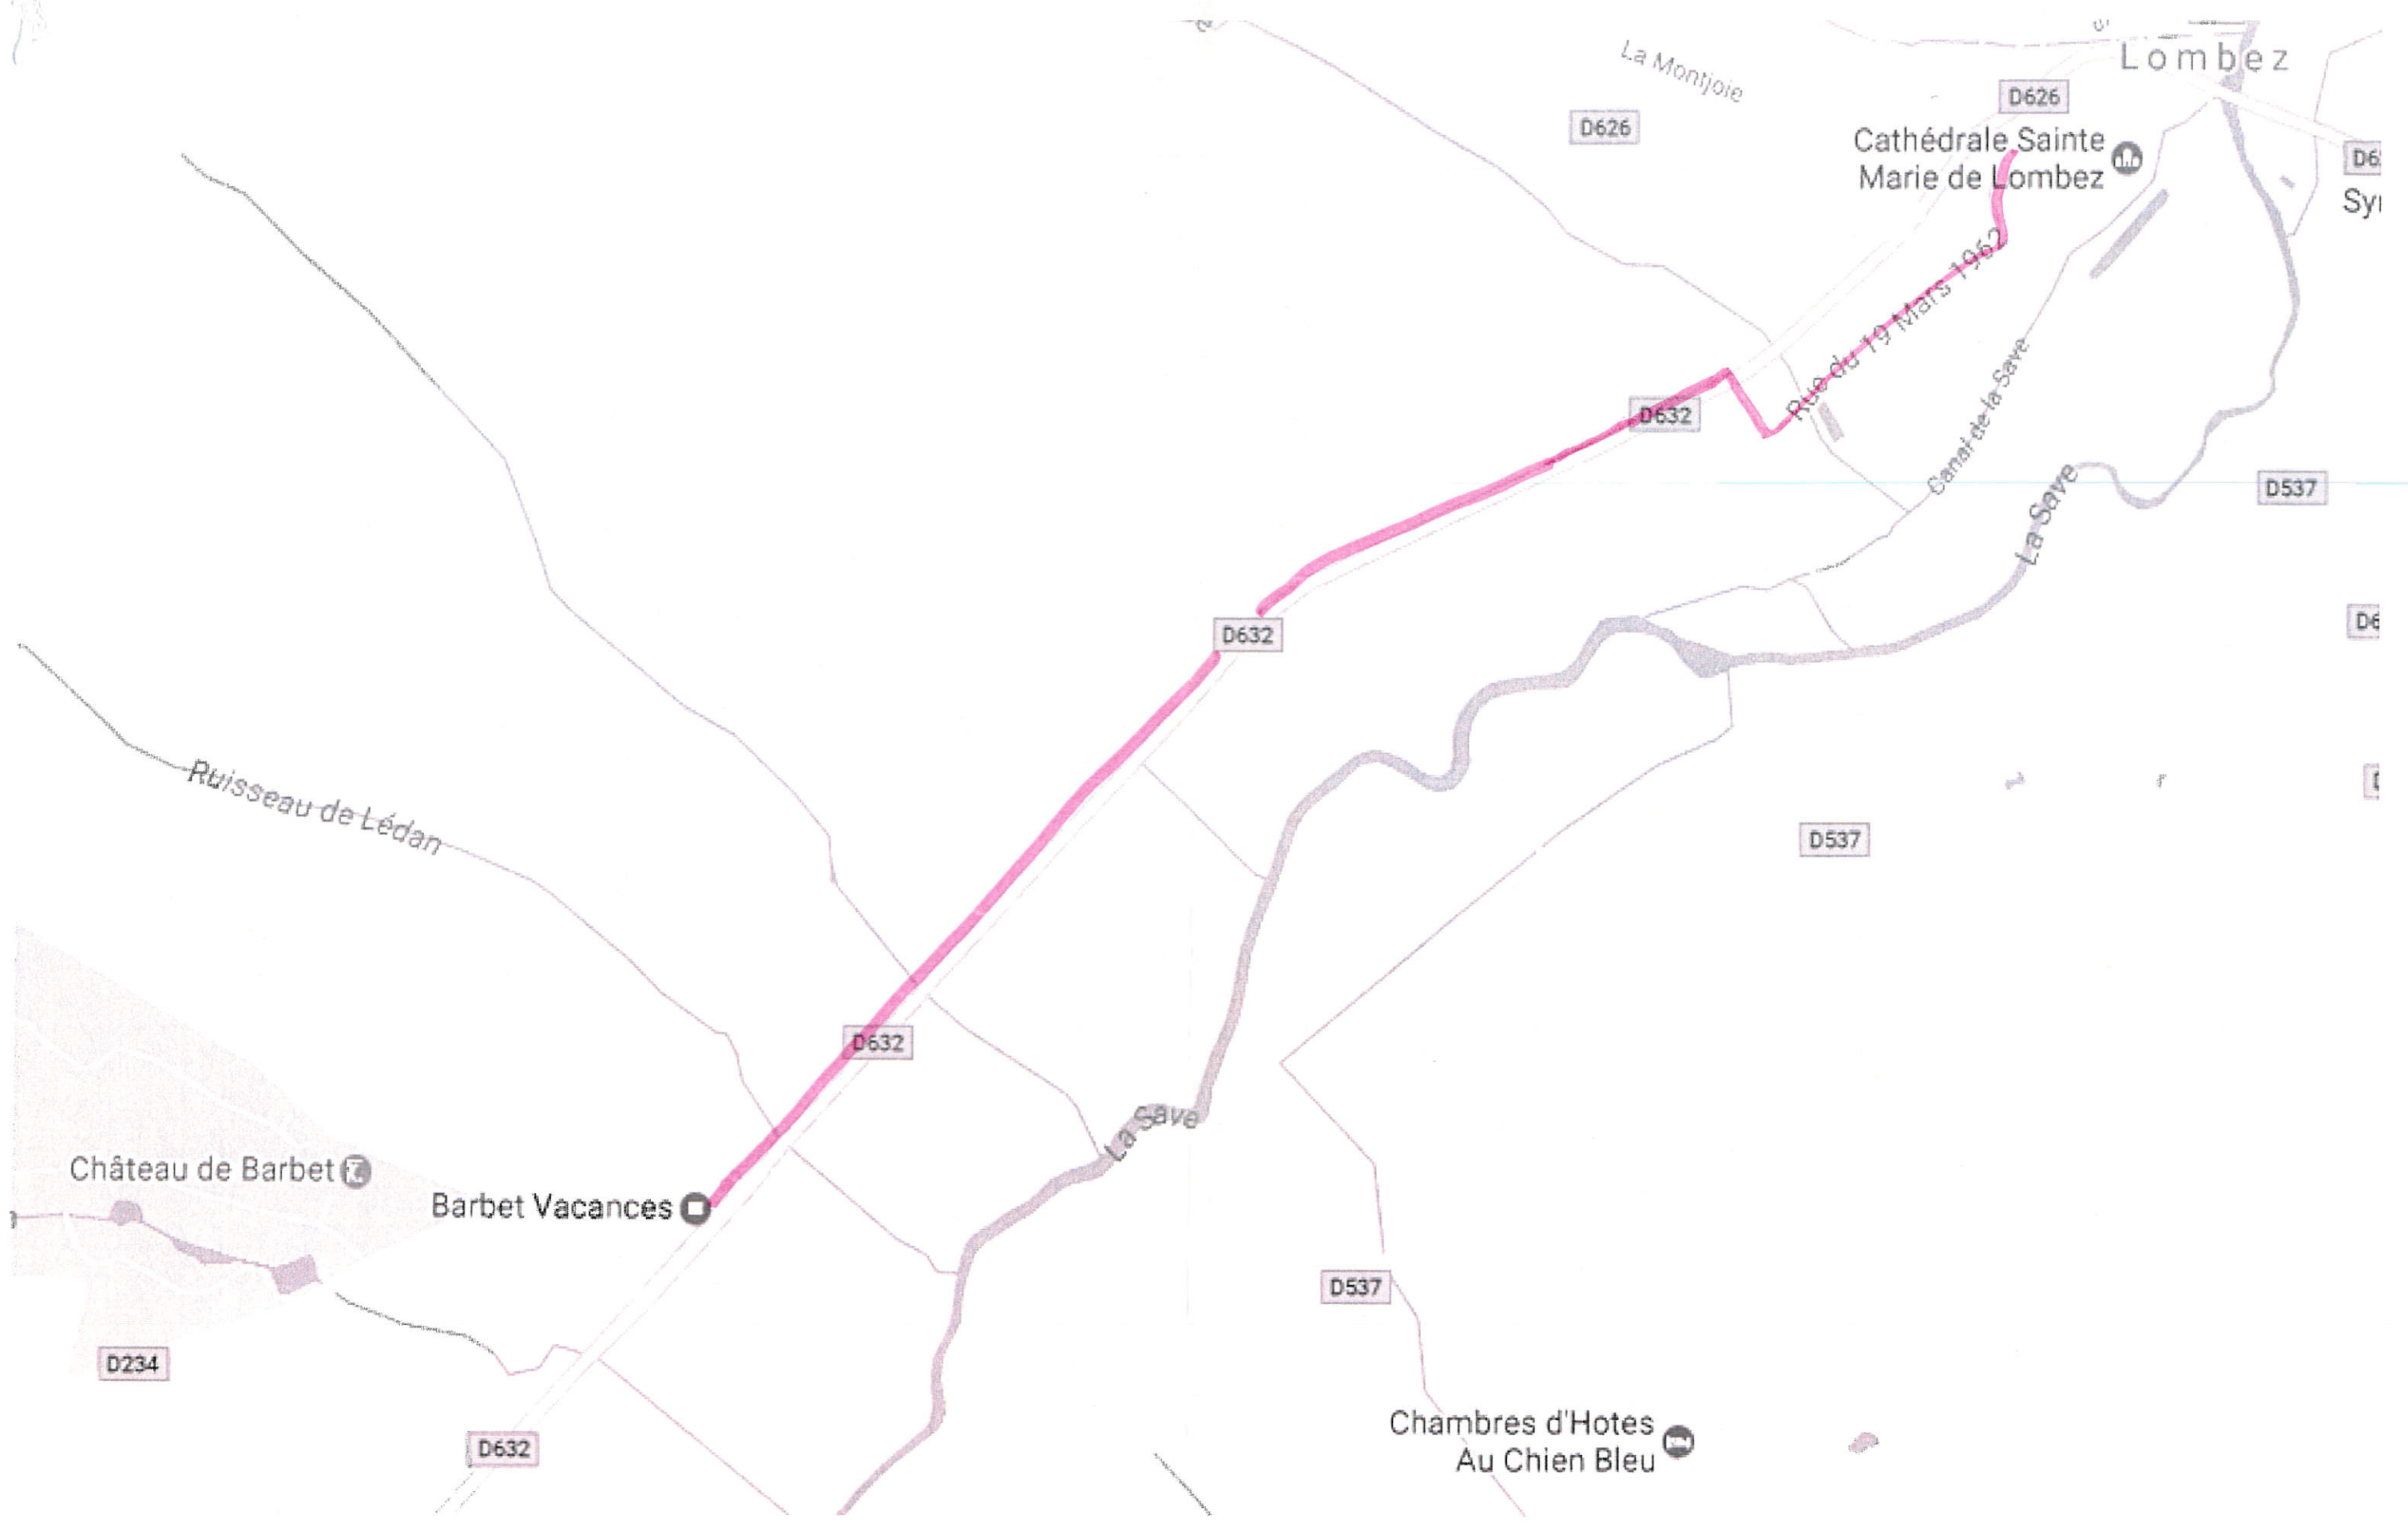 La Montjoie
Lombez
D626
D626
Cathédrale Sainte
Marie de Lombez
Rue du 19 Mars 1962
D632
Canal de la Save
La Save
D537
D632
Ruisseau de Lédan
D537
D632
La Save
Château de Barbet
Barbet Vacances
D537
D234
D632
Chambres d'Hotes
Au Chien Bleu